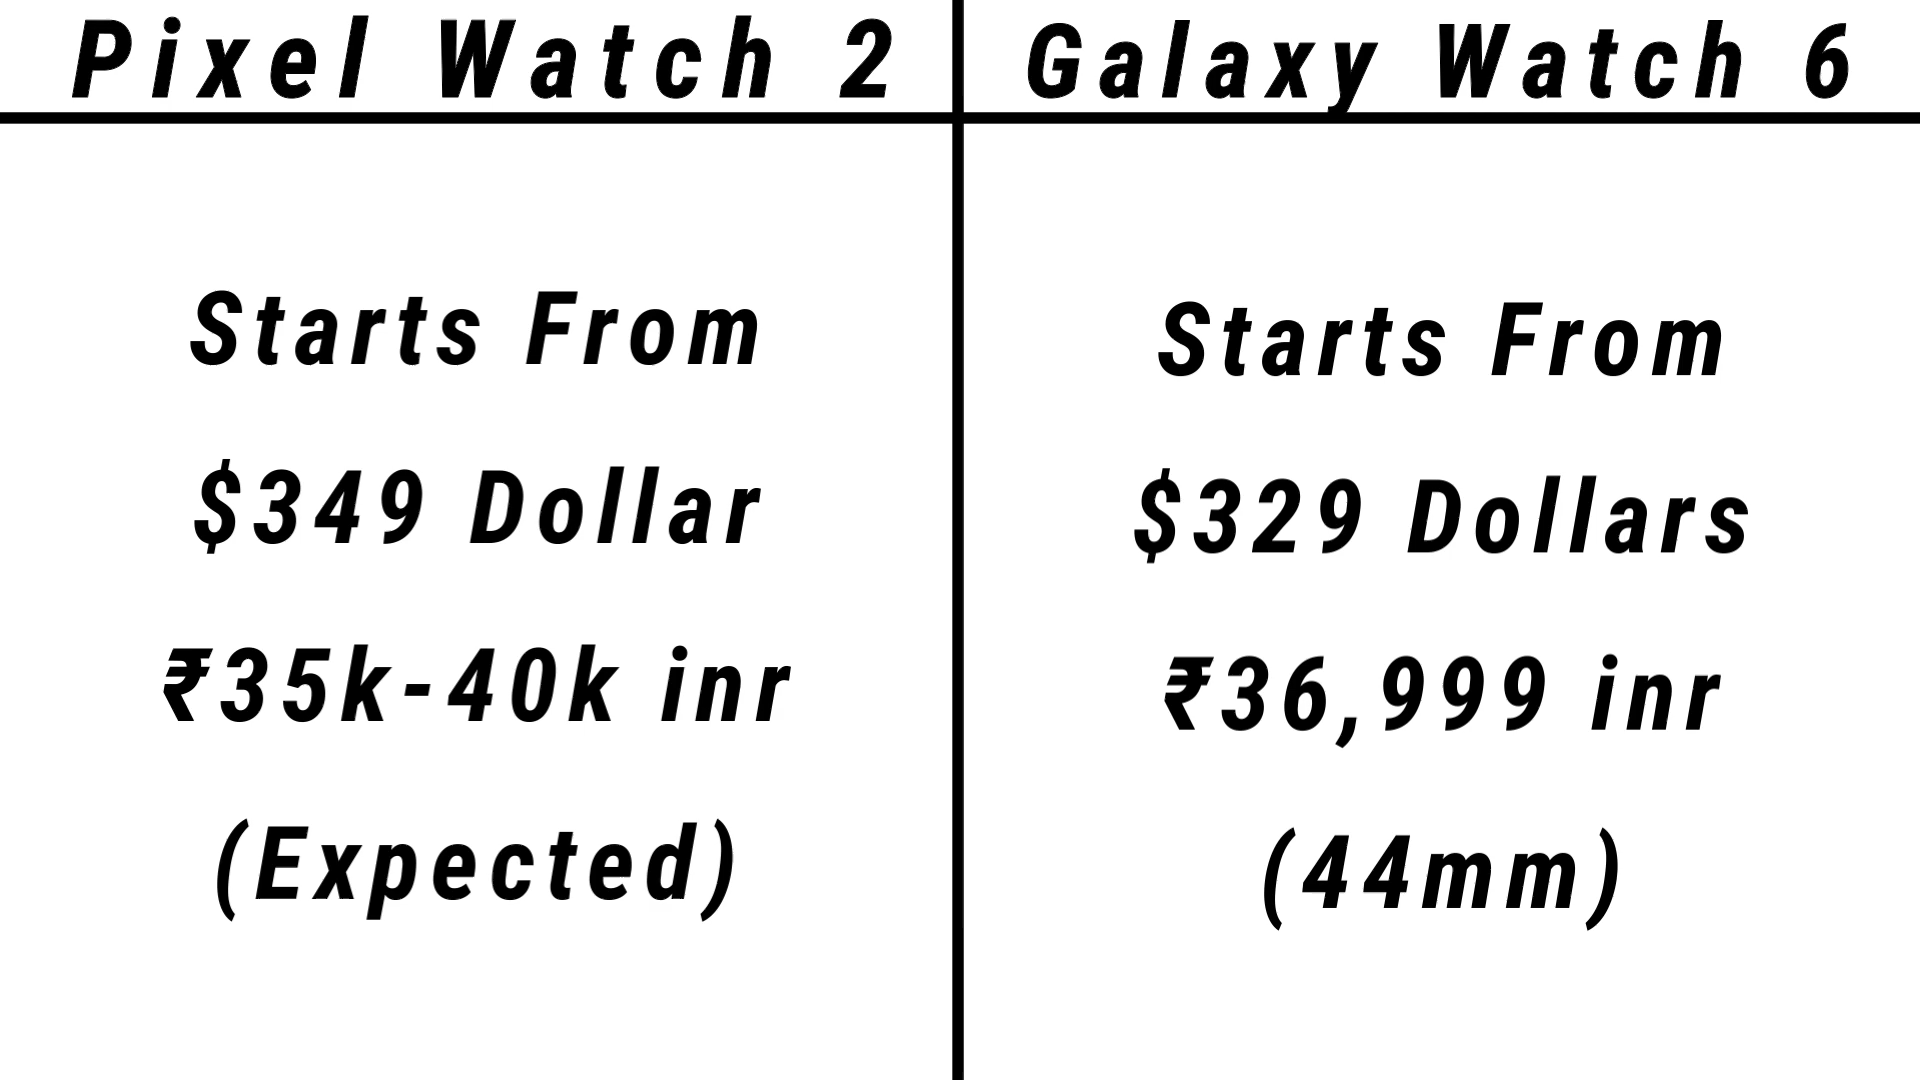 Pixel Watch 2
Starts From
$349 Dollar
₹35k-40k inr
(Expected)
Galaxy Watch 6
Starts From
$329 Dollars
₹36,999 inr
(44mm)